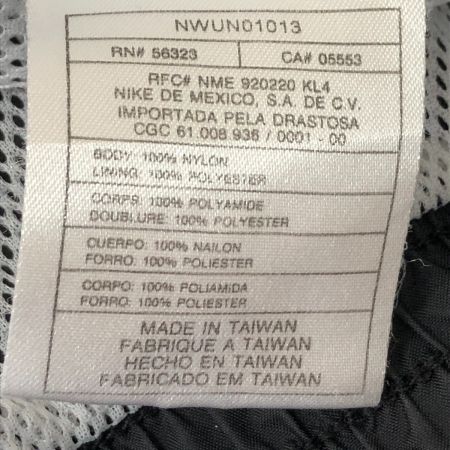 NWUN01013
RN# 56323 CA# 05553
RFC# NME 920220 KL4
NIKE DE MEXICO, S.A. DE C.V.
IMPORTADA PELA DRASTOSA
CGC 61.008.936 / 0001 - 00
BODY: 100% NYLON
LINING: 100% POLYESTER
CORPS: 100% POLYAMIDE
DOUBLURE: 100% POLYESTER
CUERPO: 100% NAILON
FORRO: 100% POLIESTER
CORPO: 100% POLIAMIDA
FORRO: 100% POLIESTER
MADE IN TAIWAN
FABRIQUE A TAIWAN
HECHO EN TAIWAN
FABRICADO EM TAIWAN